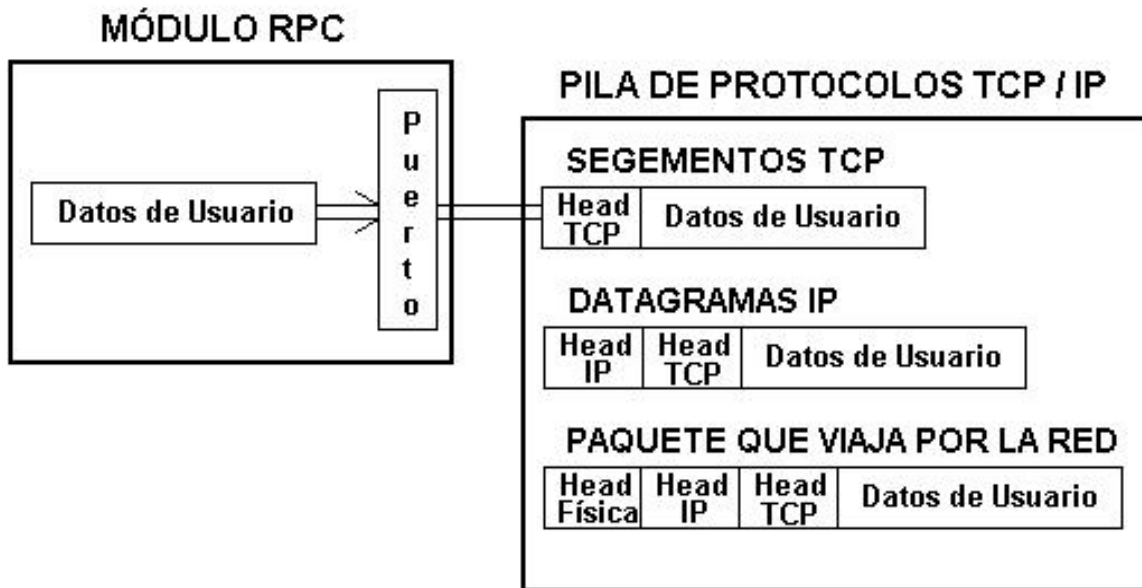 MÓDULO RPC
Datos de Usuario
Puerto
PILA DE PROTOCOLOS TCP / IP
SEGEMENTOS TCP
Head TCP
Datos de Usuario
DATAGRAMAS IP
Head IP
Head TCP
Datos de Usuario
PAQUETE QUE VIAJA POR LA RED
Head Física
Head IP
Head TCP
Datos de Usuario